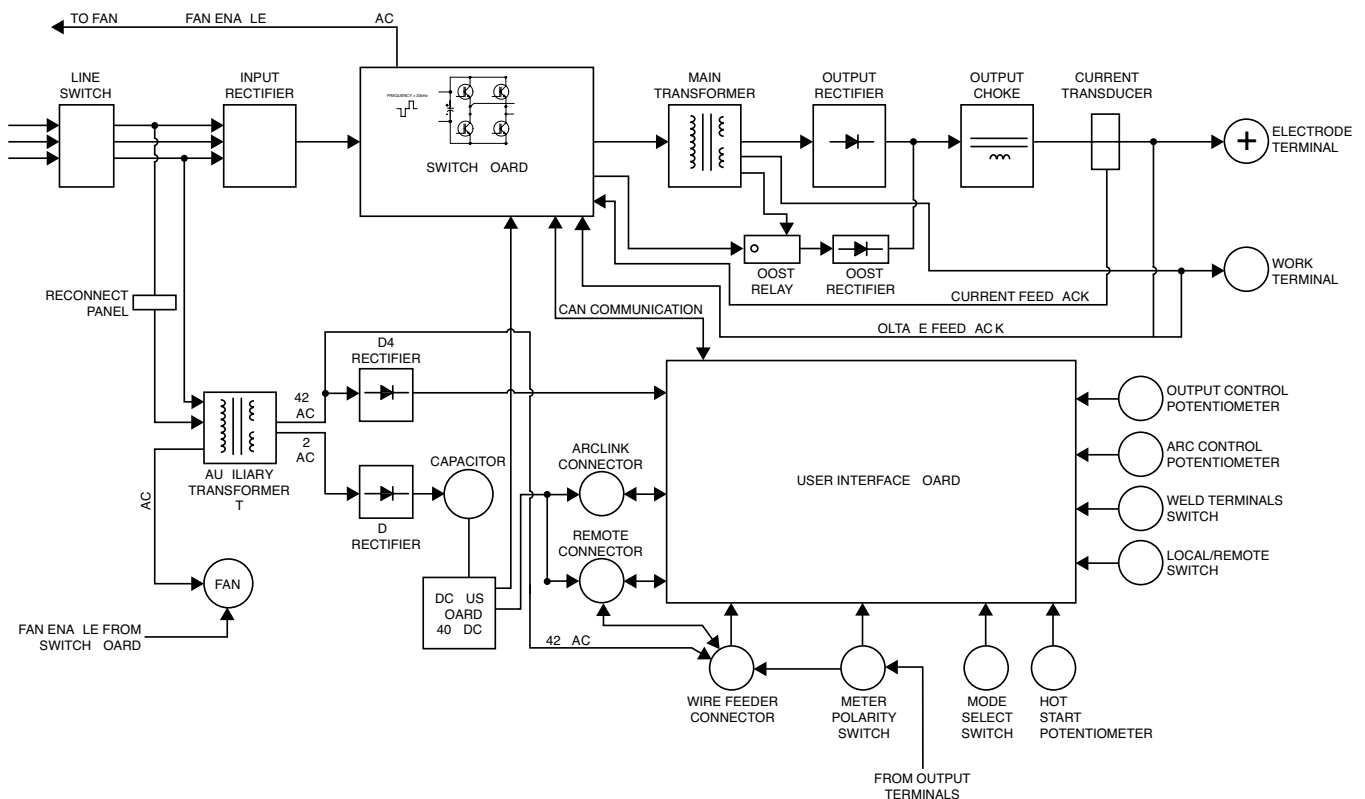 TO FAN FAN ENA LE AC
LINE
SWITCH
INPUT
RECTIFIER
FREQUENCY = 20kHz
SWITCH OARD
MAIN
TRANSFORMER
OUTPUT
RECTIFIER
OUTPUT
CHOKE
CURRENT
TRANSDUCER
+
ELECTRODE
TERMINAL
OOST
RELAY
OOST
RECTIFIER
WORK
TERMINAL
CURRENT FEED ACK
OLTA E FEED ACK
RECONNECT
PANEL
CAN COMMUNICATION
D4
RECTIFIER
42
AC
2
AC
AU ILIARY
TRANSFORMER
T
AC
D
RECTIFIER
CAPACITOR
ARCLINK
CONNECTOR
REMOTE
CONNECTOR
USER INTERFACE OARD
OUTPUT CONTROL
POTENTIOMETER
ARC CONTROL
POTENTIOMETER
WELD TERMINALS
SWITCH
LOCAL/REMOTE
SWITCH
FAN
FAN ENA LE FROM
SWITCH OARD
DC US
OARD
40 DC
42 AC
WIRE FEEDER
CONNECTOR
METER
POLARITY
SWITCH
MODE
SELECT
SWITCH
HOT
START
POTENTIOMETER
FROM OUTPUT
TERMINALS